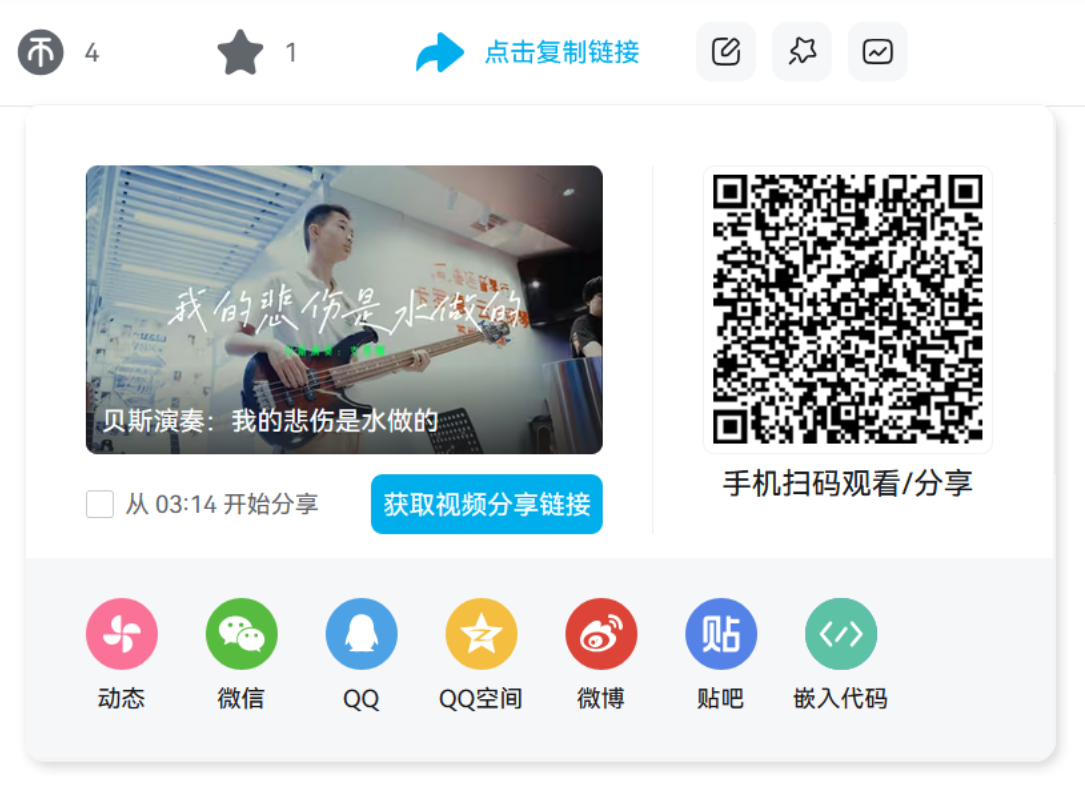 4
1
点击复制链接
我的悲伤是水做的
贝斯演奏：我的悲伤是水做的
从 03:14 开始分享
获取视频分享链接
手机扫码观看/分享
动态
微信
QQ
QQ空间
微博
贴
贴吧
嵌入代码